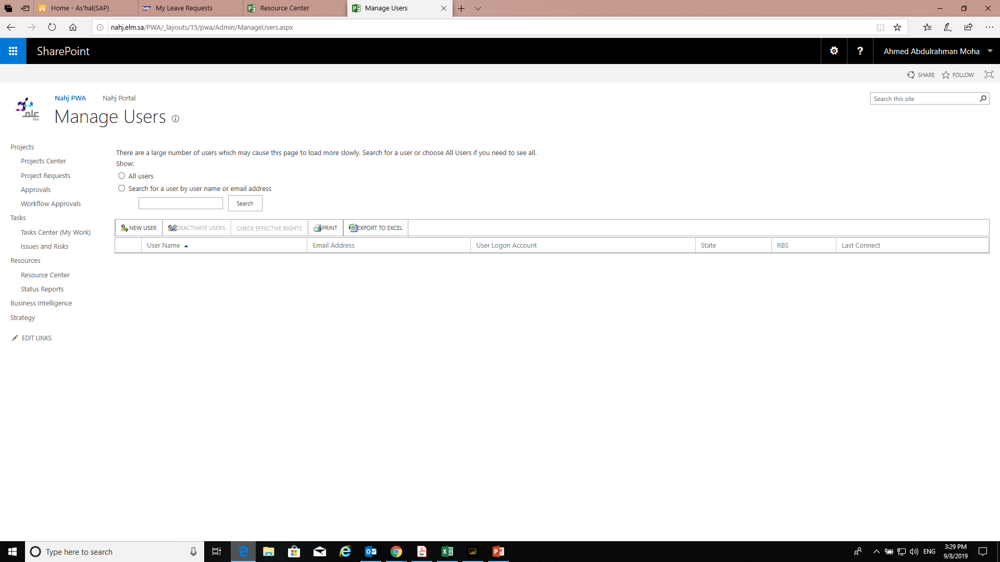 Home - As'hal(SAP)
SAP My Leave Requests
Resource Center
Manage Users
nahj.elm.sa/PWA/_layouts/15/pwa/Admin/ManageUsers.aspx
SharePoint
?
Ahmed Abdulrahman Moha
SHARE
FOLLOW
علم
Elm
Nahj PWA
Nahj Portal
Search this site
Manage Users
Projects
Projects Center
Project Requests
Approvals
Workflow Approvals
Tasks
Tasks Center (My Work)
Issues and Risks
Resources
Resource Center
Status Reports
Business Intelligence
Strategy
EDIT LINKS
There are a large number of users which may cause this page to load more slowly. Search for a user or choose All Users if you need to see all.
Show:
All users
Search for a user by user name or email address
Search
NEW USER
DEACTIVATE USERS
CHECK EFFECTIVE RIGHTS
PRINT
EXPORT TO EXCEL
User Name
Email Address
User Logon Account
State
RBS
Last Connect
Type here to search
ENG
3:29 PM
9/8/2019